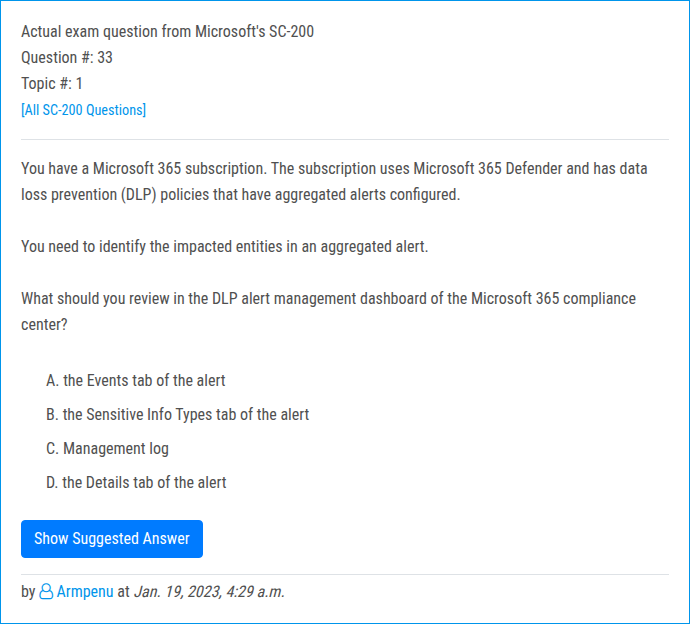 Actual exam question from Microsoft's SC-200
Question #: 33
Topic #: 1
[All SC-200 Questions]
You have a Microsoft 365 subscription. The subscription uses Microsoft 365 Defender and has data
loss prevention (DLP) policies that have aggregated alerts configured.
You need to identify the impacted entities in an aggregated alert.
What should you review in the DLP alert management dashboard of the Microsoft 365 compliance
center?
A. the Events tab of the alert
B. the Sensitive Info Types tab of the alert
C. Management log
D. the Details tab of the alert
Show Suggested Answer
by Armpenu at Jan. 19, 2023, 4:29 a.m.